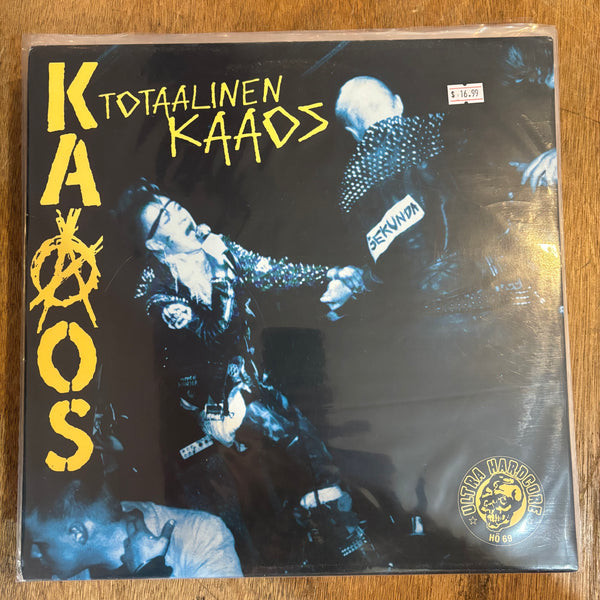 KAAOS
TOTAALINEN
KAAOS
$ 16.99
SEKUNDA
ULTRA HARDCORE
HÖ 69